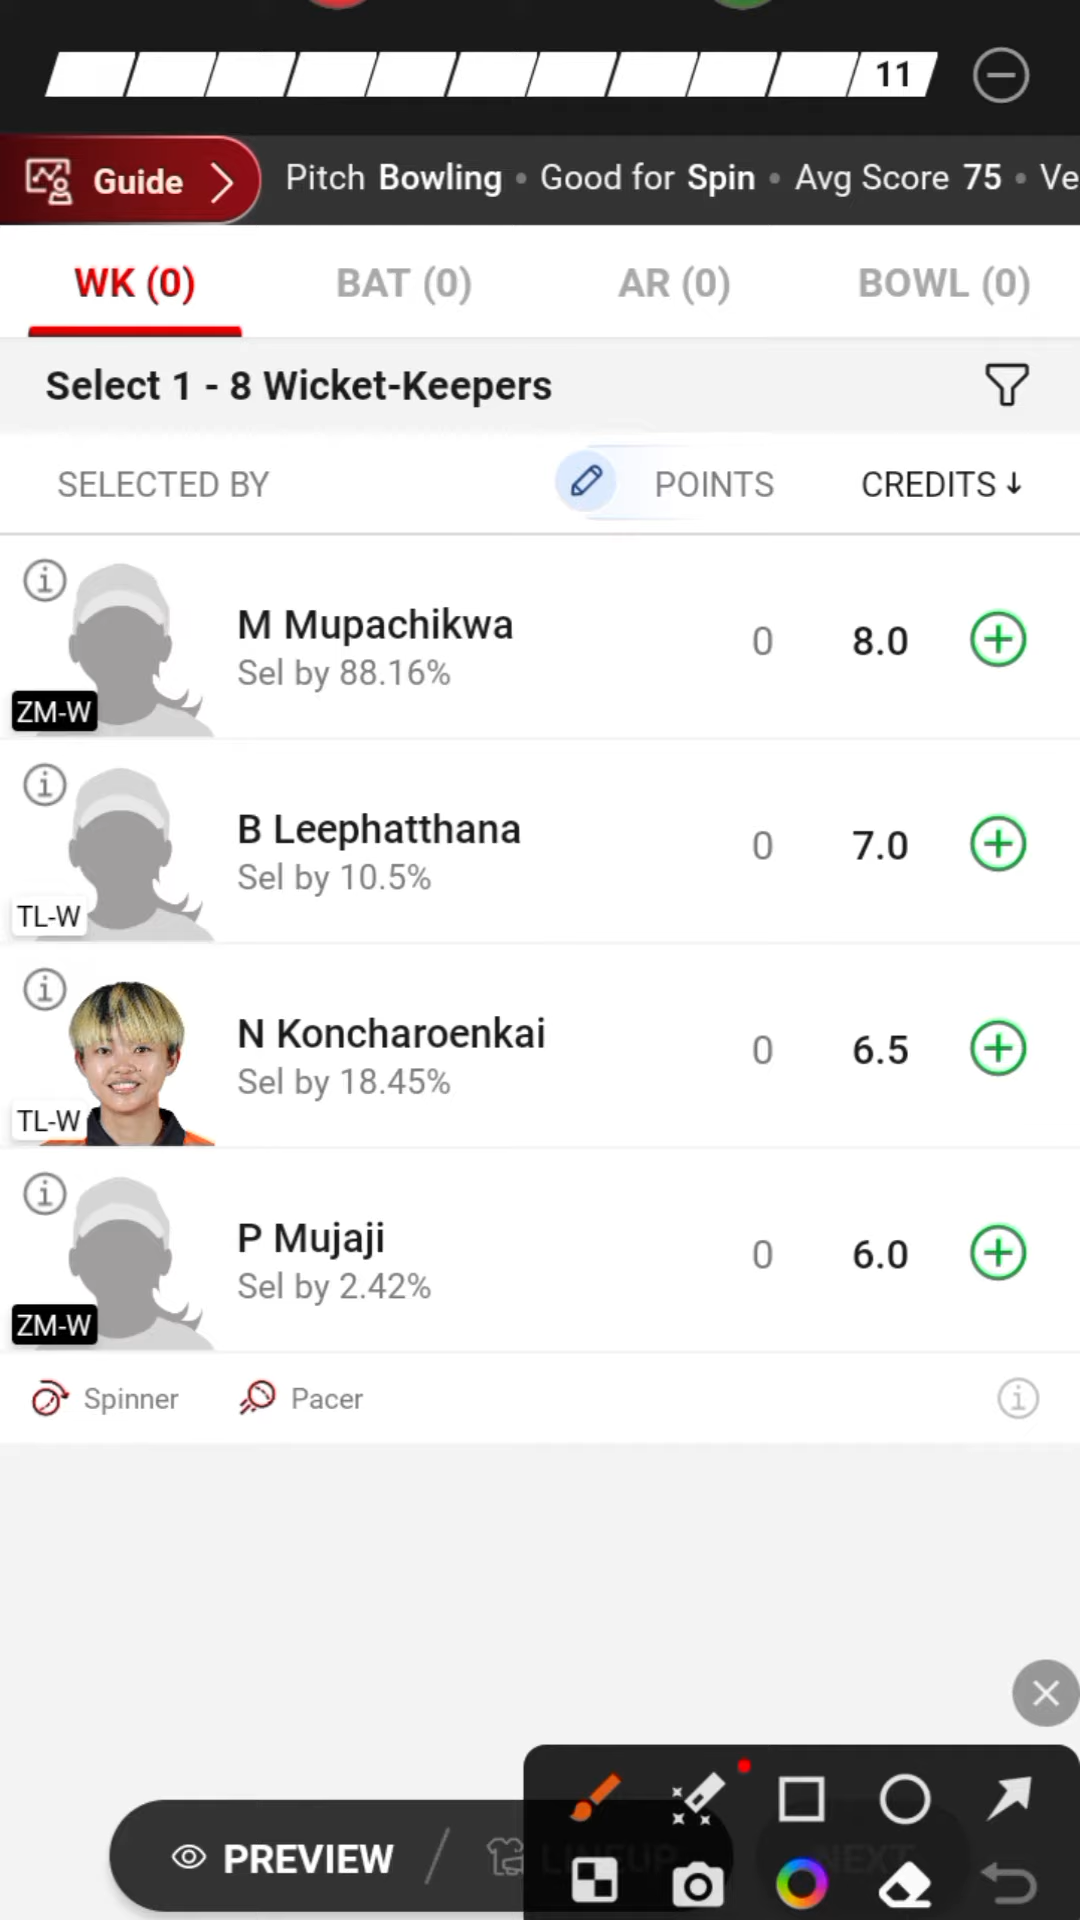 11
Guide
Pitch Bowling • Good for Spin • Avg Score 75 • Ve
WK (0) BAT (0) AR (0) BOWL (0)
Select 1 - 8 Wicket-Keepers
SELECTED BY POINTS CREDITS ↓
M Mupachikwa 0 8.0
Sel by 88.16%
ZM-W
B Leephatthana 0 7.0
Sel by 10.5%
TL-W
N Koncharoenkai 0 6.5
Sel by 18.45%
TL-W
P Mujaji 0 6.0
Sel by 2.42%
ZM-W
Spinner Pacer
PREVIEW / LINEUP NEXT